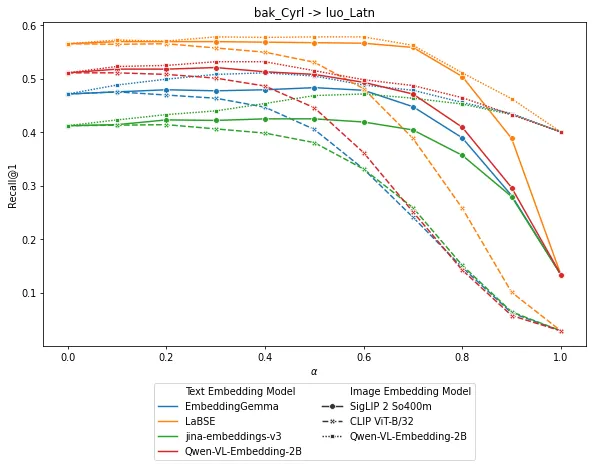 bak_Cyrl -> luo_Latn
Recall@1
0.6
0.5
0.4
0.3
0.2
0.1
0.0 0.2 0.4 0.6 0.8 1.0
α
Text Embedding Model
EmbeddingGemma
LaBSE
jina-embeddings-v3
Qwen-VL-Embedding-2B
Image Embedding Model
SigLIP 2 So400m
CLIP ViT-B/32
Qwen-VL-Embedding-2B